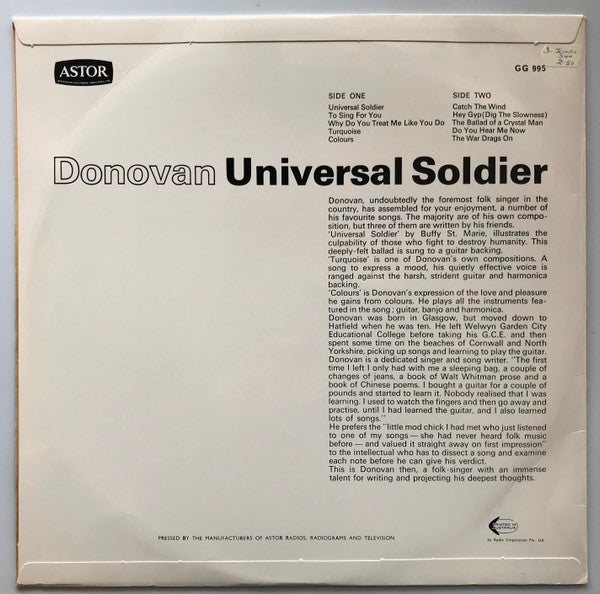 ASTOR
GG 995
SIDE ONE
Universal Soldier
To Sing For You
Why Do You Treat Me Like You Do
Turquoise
Colours
SIDE TWO
Catch The Wind
Hey Gyp (Dig The Slowness)
The Ballad of a Crystal Man
Do You Hear Me Now
The War Drags On
Donovan Universal Soldier
Donovan, undoubtedly the foremost folk singer in the
country, has assembled for your enjoyment, a number of
his favourite songs. The majority are of his own compo-
sition, but three of them are written by his friends.
'Universal Soldier' by Buffy St. Marie, illustrates the
culpability of those who fight to destroy humanity. This
deeply-felt ballad is sung to a guitar backing.
'Turquoise' is one of Donovan's own compositions. A
song to express a mood, his quietly effective voice is
ranged against the harsh, strident guitar and harmonica
backing.
'Colours' is Donovan's expression of the love and pleasure
he gains from colours. He plays all the instruments fea-
tured in the song; guitar, banjo and harmonica.
Donovan was born in Glasgow, but moved down to
Hatfield when he was ten. He left Welwyn Garden City
Educational College before taking his G.C.E. and then
spent some time on the beaches of Cornwall and North
Yorkshire, picking up songs and learning to play the guitar.
Donovan is a dedicated singer and song writer. "The first
time I left I only had with me a sleeping bag, a couple of
changes of jeans, a book of Walt Whitman prose and a
book of Chinese poems. I bought a guitar for a couple of
pounds and started to learn it. Nobody realised that I was
learning. I used to watch the fingers and then go away and
practise, until I had learned the guitar, and I also learned
lots of songs."
He prefers the "little mod chick I had met who just listened
to one of my songs — she had never heard folk music
before — and valued it straight away on first impression"
to the intellectual who has to dissect a song and examine
each note before he can give his verdict.
This is Donovan then, a folk-singer with an immense
talent for writing and projecting his deepest thoughts.
PRESSED BY THE MANUFACTURERS OF ASTOR RADIOS, RADIOGRAMS AND TELEVISION
PRINTED IN
AUSTRALIA
by Radio Corporation Pty. Ltd.